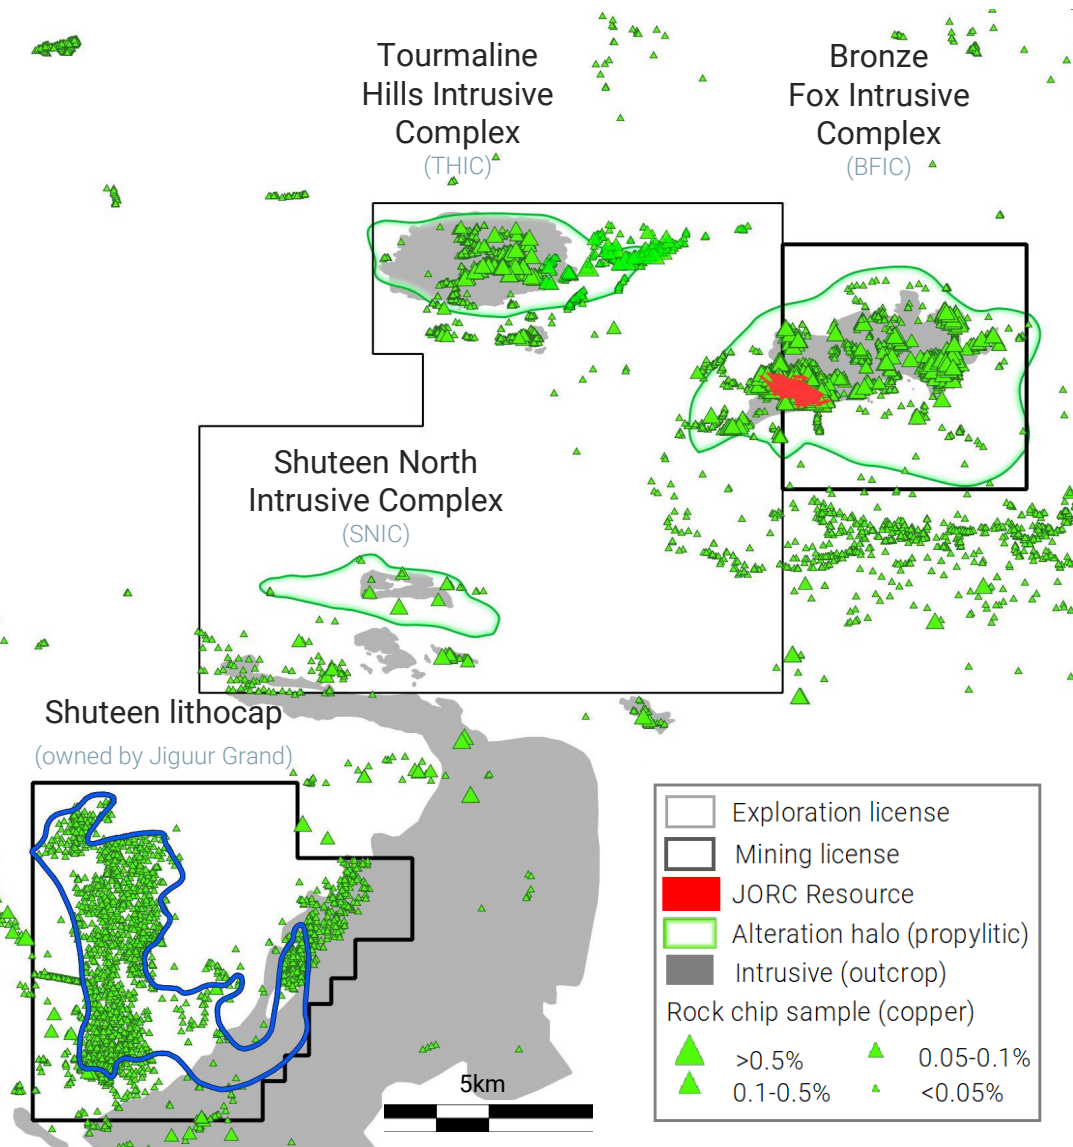 Tourmaline
Hills Intrusive
Complex
(THIC)
Bronze
Fox Intrusive
Complex
(BFIC)
Shuteen North
Intrusive Complex
(SNIC)
Shuteen lithocap
(owned by Jiguur Grand)
Exploration license
Mining license
JORC Resource
Alteration halo (propylitic)
Intrusive (outcrop)
Rock chip sample (copper)
>0.5%
0.05-0.1%
0.1-0.5%
<0.05%
5km